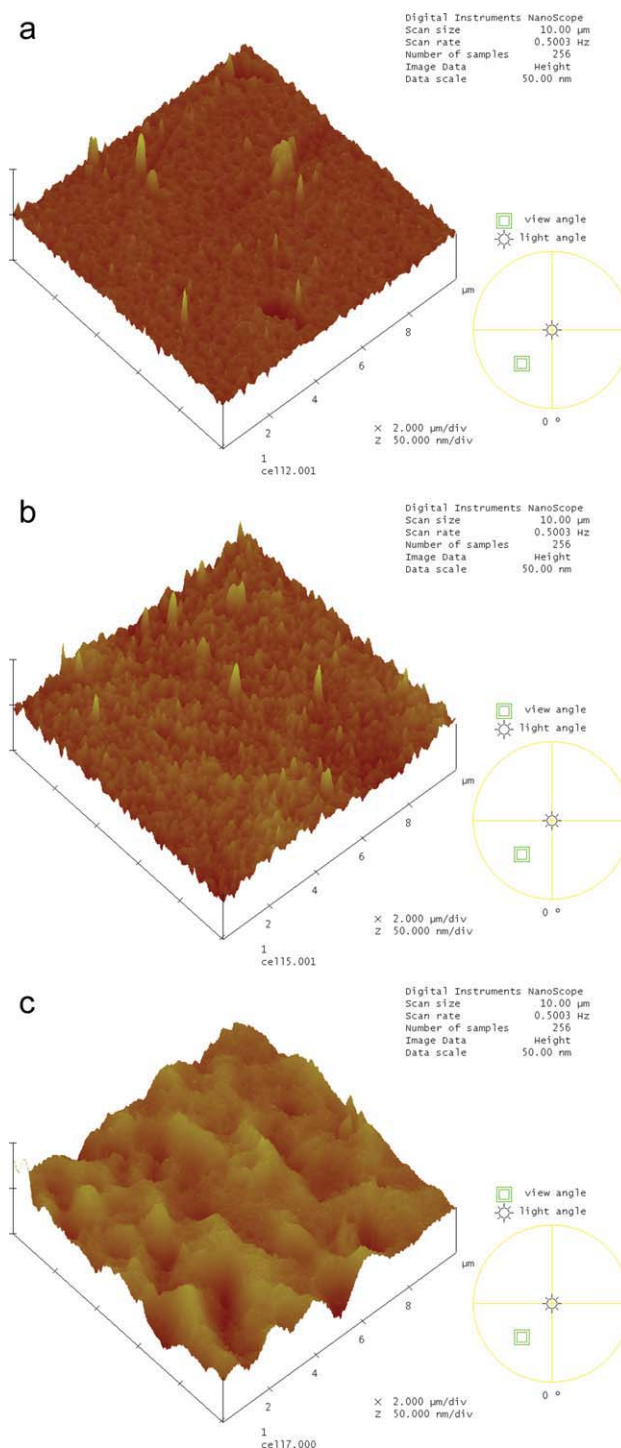 a
Digital Instruments NanoScope
Scan size 10.00 µm
Scan rate 0.5003 Hz
Number of samples 256
Image Data Height
Data scale 50.00 nm
view angle
light angle
µm
8
6
4
2
0 º
X 2.000 µm/div
Z 50.000 nm/div
1
cell2.001
b
Digital Instruments NanoScope
Scan size 10.00 µm
Scan rate 0.5003 Hz
Number of samples 256
Image Data Height
Data scale 50.00 nm
view angle
light angle
µm
8
6
4
2
0 º
X 2.000 µm/div
Z 50.000 nm/div
1
cell5.001
c
Digital Instruments NanoScope
Scan size 10.00 µm
Scan rate 0.5003 Hz
Number of samples 256
Image Data Height
Data scale 50.00 nm
view angle
light angle
µm
8
6
4
2
0 º
X 2.000 µm/div
Z 50.000 nm/div
1
cell7.000